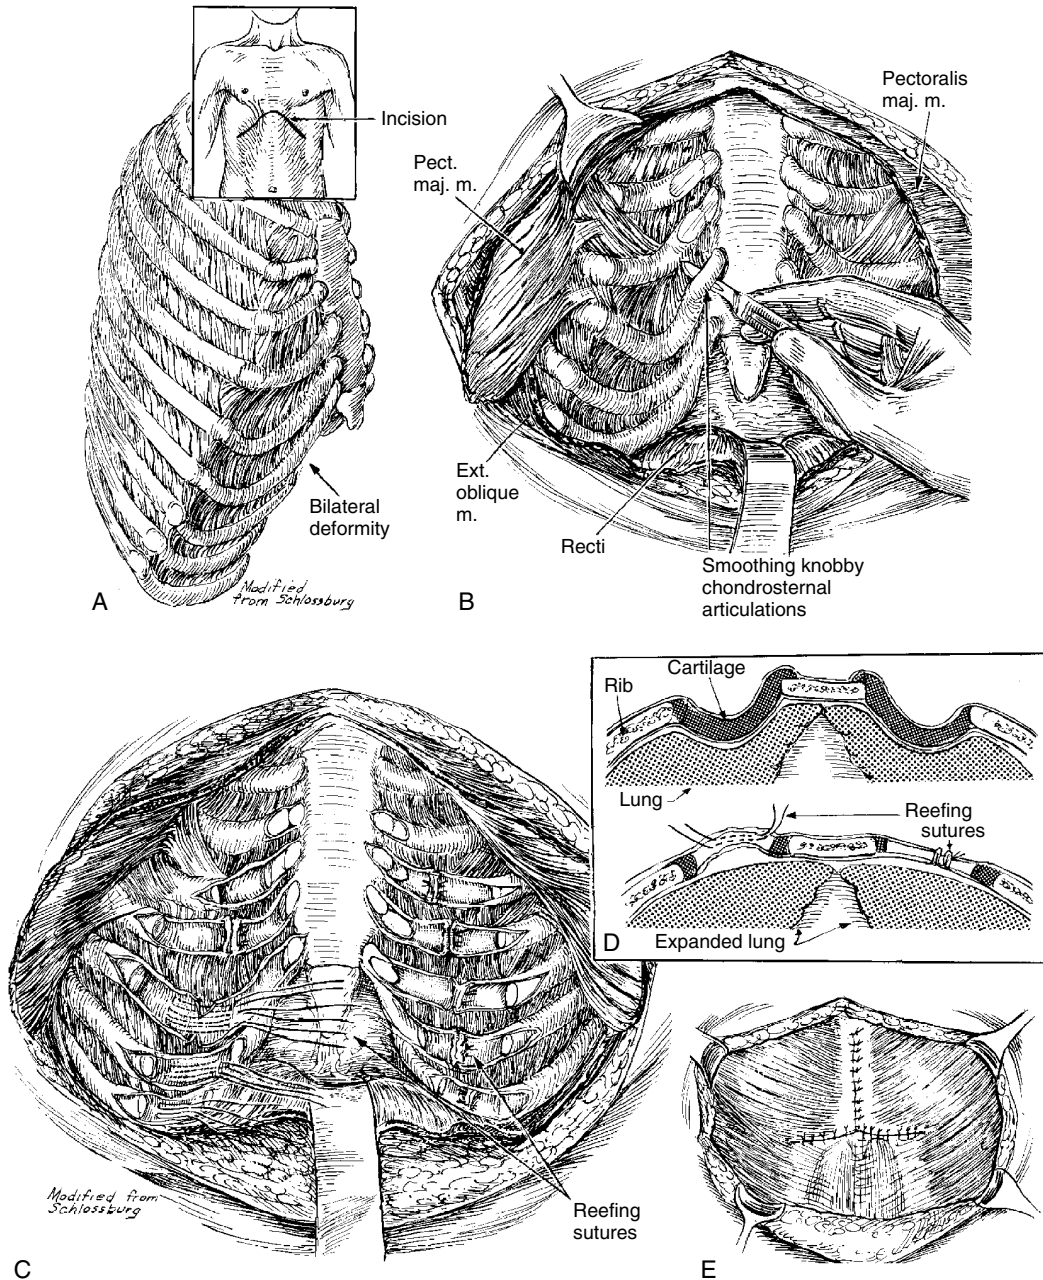 Incision
Pect.
maj. m.
Pectoralis
maj. m.
Bilateral
deformity
Modified
from Schlossburg
A
Ext.
oblique
m.
Recti
Smoothing knobby
chondrosternal
articulations
B
Modified from
Schlossburg
Reefing
sutures
C
Cartilage
Rib
Lung
Reefing
sutures
Expanded lung
D
E